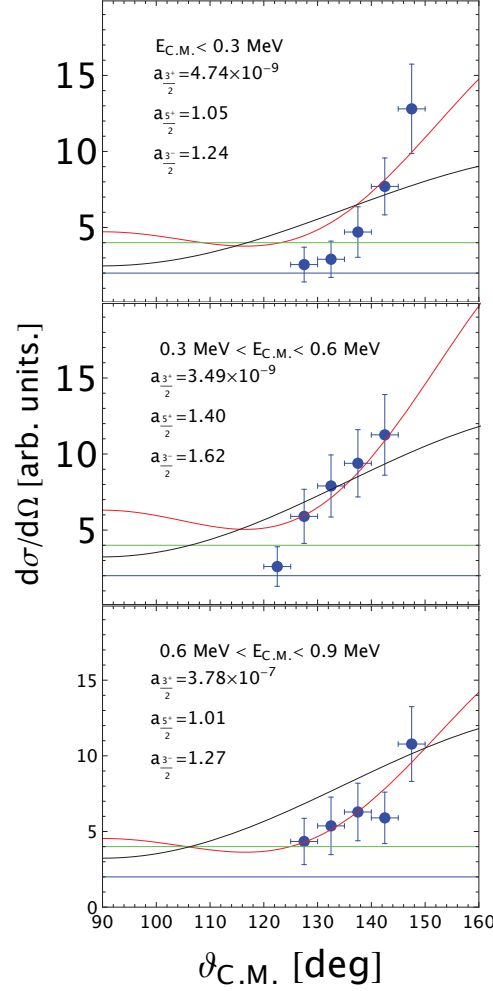 E_C.M. < 0.3 MeV
a_3⁺/2=4.74×10⁻⁹
a_5⁺/2=1.05
a_3⁻/2=1.24
15
10
5
0.3 MeV < E_C.M. < 0.6 MeV
a_3⁺/2=3.49×10⁻⁹
a_5⁺/2=1.40
a_3⁻/2=1.62
15
10
5
dσ/dΩ [arb. units.]
0.6 MeV < E_C.M. < 0.9 MeV
a_3⁺/2=3.78×10⁻⁷
a_5⁺/2=1.01
a_3⁻/2=1.27
15
10
5
0
90 100 110 120 130 140 150 160
ϑ_C.M. [deg]